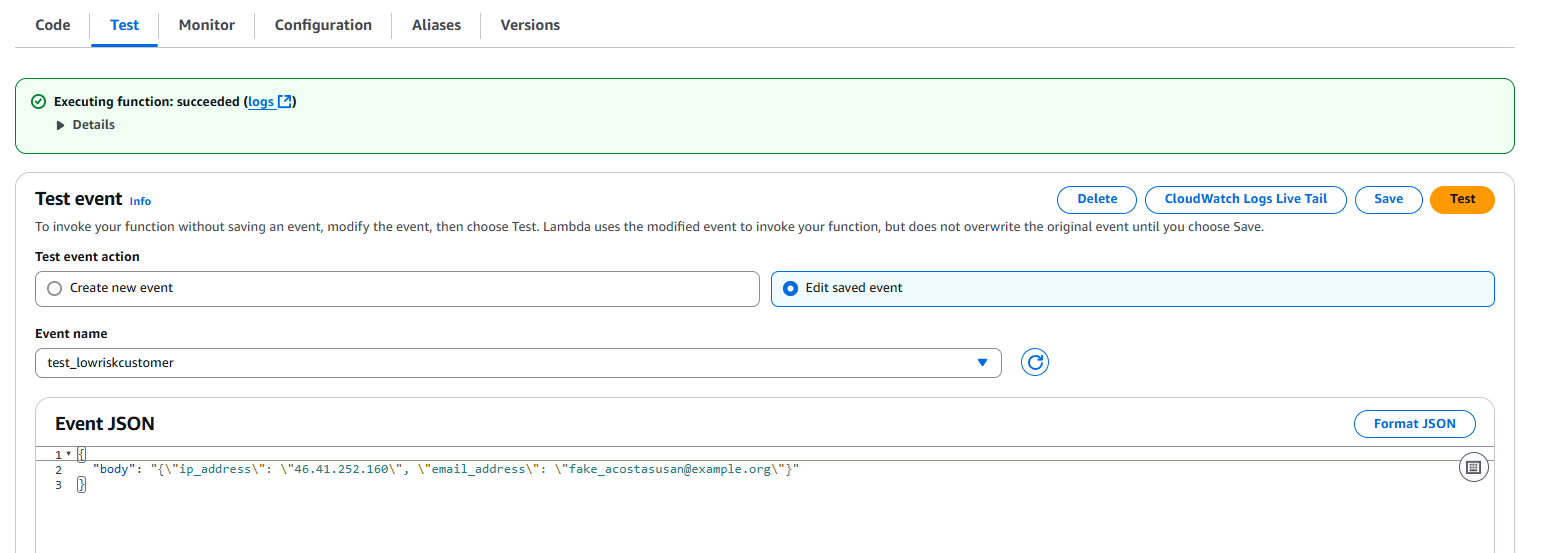 Code Test Monitor Configuration Aliases Versions
Executing function: succeeded (logs)
Details
Test event Info Delete CloudWatch Logs Live Tail Save Test
To invoke your function without saving an event, modify the event, then choose Test. Lambda uses the modified event to invoke your function, but does not overwrite the original event until you choose Save.
Test event action
Create new event Edit saved event
Event name
test_lowriskcustomer
Event JSON Format JSON
1 {
2 "body": "{\"ip_address\": \"46.41.252.160\", \"email_address\": \"fake_acostasusan@example.org\"}"
3 }